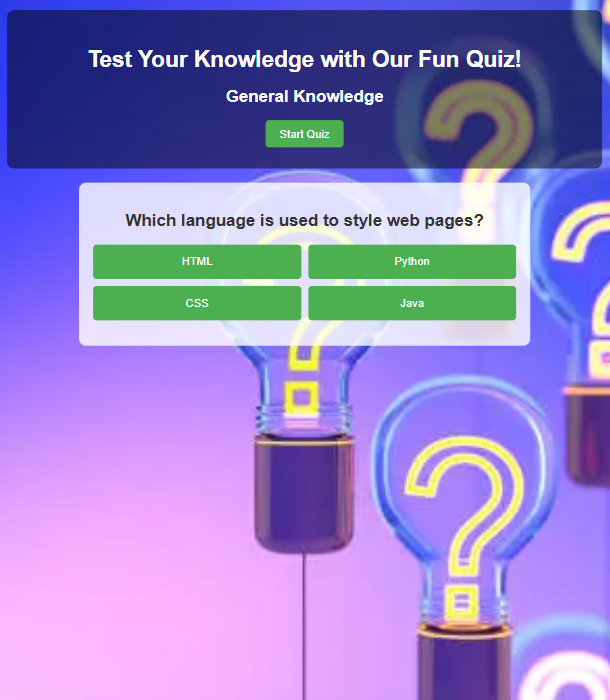 Test Your Knowledge with Our Fun Quiz!
General Knowledge
Start Quiz
Which language is used to style web pages?
HTML
Python
CSS
Java